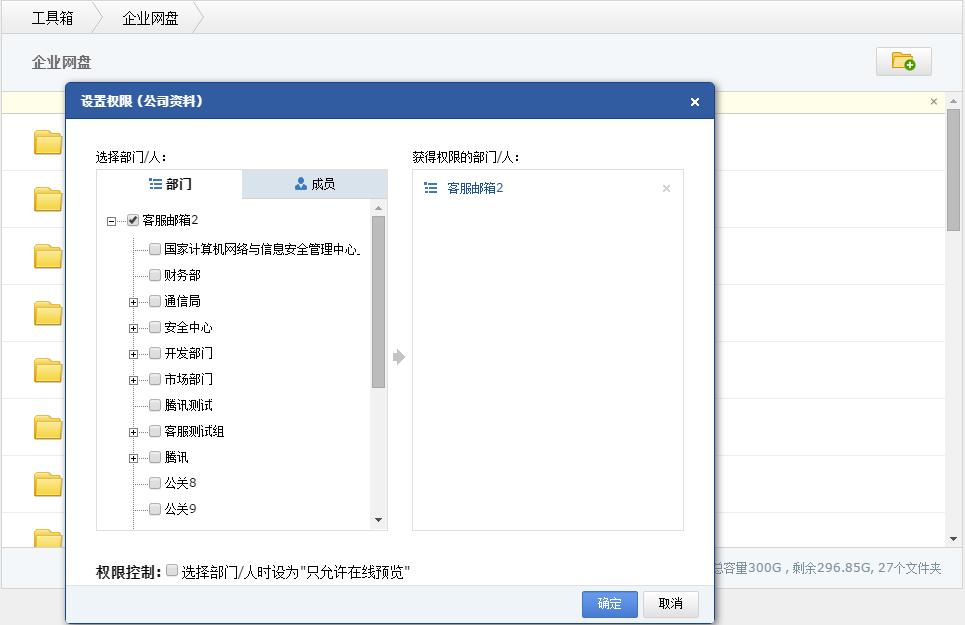 工具箱 企业网盘
企业网盘
设置权限（公司资料）
选择部门/人：
获得权限的部门/人：
部门
成员
客服邮箱2
客服邮箱2
国家计算机网络与信息安全管理中心
财务部
通信局
安全中心
开发部门
市场部门
腾讯测试
客服测试组
腾讯
公关8
公关9
权限控制： 选择部门/人时设为"只允许在线预览"
总容量300G , 剩余296.85G, 27个文件夹
确定
取消